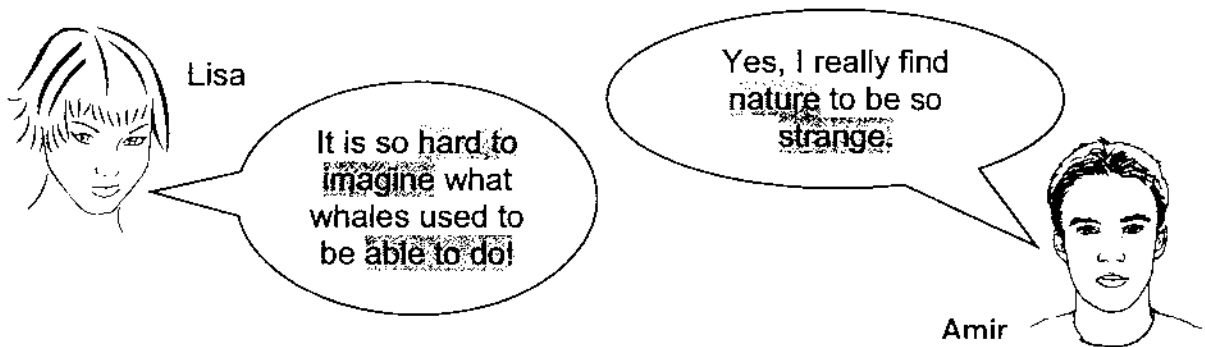 Lisa
It is so hard to
imagine what
whales used to
be able to do!
Yes, I really find
nature to be so
strange.
Amir